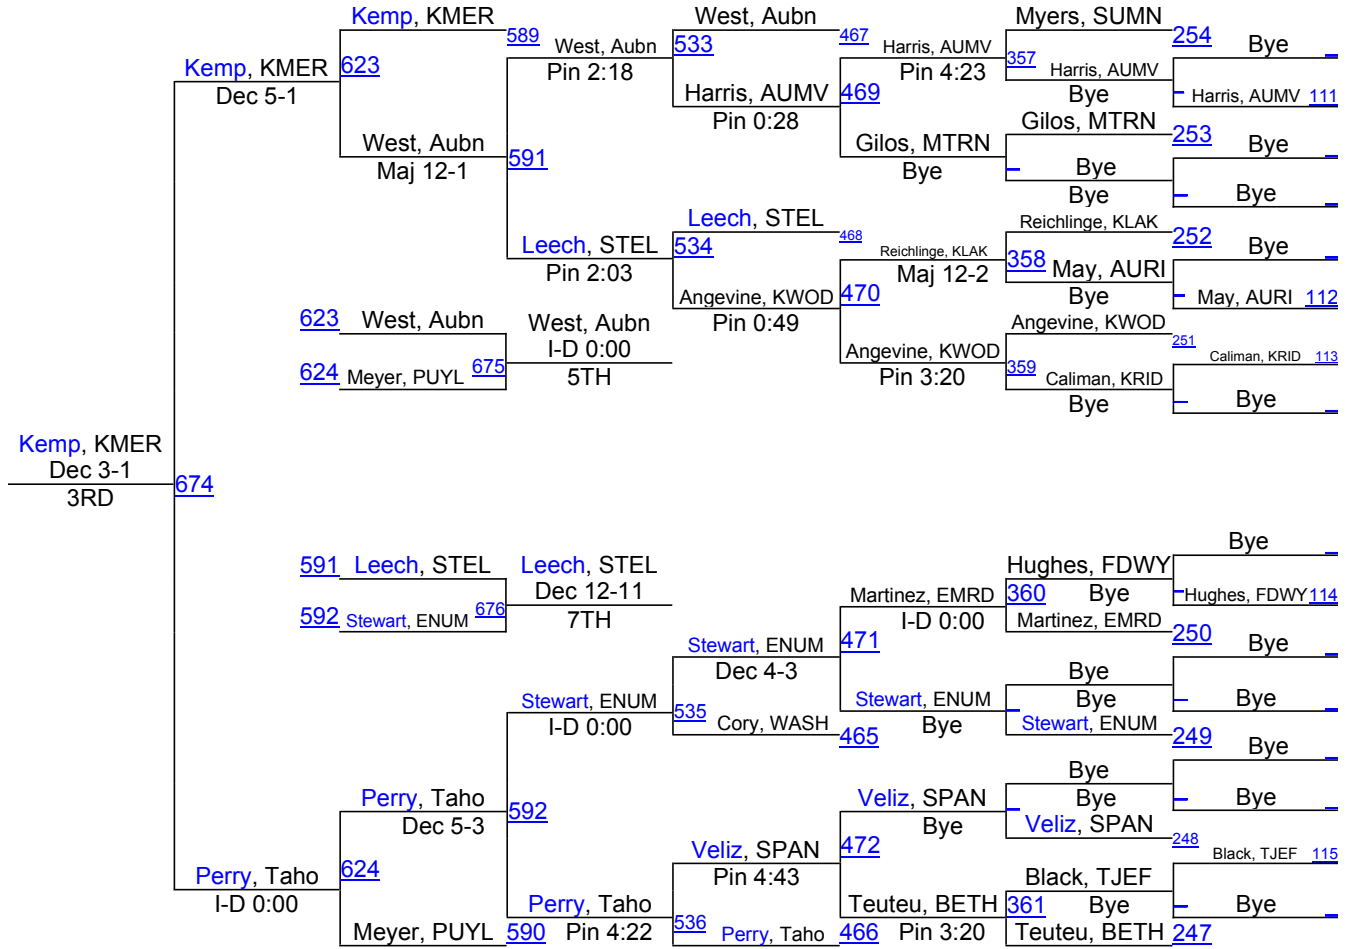 Kemp, KMER
West, Aubn
Myers, SUMN
254
Bye
589
West, Aubn
533
467
Harris, AUMV
357
Harris, AUMV
Kemp, KMER
623
Pin 2:18
Pin 4:23
Dec 5-1
Harris, AUMV
469
Bye
Harris, AUMV 111
Pin 0:28
Gilos, MTRN
253
West, Aubn
591
Gilos, MTRN
Bye
Maj 12-1
Bye
Bye
Bye
Bye
Leech, STEL
Reichlinge, KLAK
252
Leech, STEL
534
468
Reichlinge, KLAK
358
May, AURI
Bye
Pin 2:03
Maj 12-2
Angevine, KWOD
470
Bye
May, AURI 112
623 West, Aubn
West, Aubn
Pin 0:49
Angevine, KWOD
251
I-D 0:00
Angevine, KWOD
359
Caliman, KRID
Caliman, KRID 113
624 Meyer, PUYL
675
5TH
Pin 3:20
Bye
Bye
Kemp, KMER
Dec 3-1
674
3RD
Bye
591 Leech, STEL
Leech, STEL
Hughes, FDWY
Dec 12-11
Martinez, EMRD
360
Bye
Hughes, FDWY 114
592 Stewart, ENUM
676
7TH
I-D 0:00
Martinez, EMRD
250
Stewart, ENUM
471
Bye
Dec 4-3
Bye
Stewart, ENUM
535
Stewart, ENUM
Bye
Bye
I-D 0:00
Cory, WASH
465
Bye
Stewart, ENUM
249
Bye
Bye
Perry, Taho
592
Veliz, SPAN
Bye
Bye
Dec 5-3
Bye
Veliz, SPAN
248
Veliz, SPAN
472
Black, TJEF 115
Perry, Taho
624
Pin 4:43
Black, TJEF
I-D 0:00
Perry, Taho
536
Teuteu, BETH
361
Bye
Bye
Meyer, PUYL
590
Pin 4:22
Perry, Taho
466
Pin 3:20
Teuteu, BETH
247